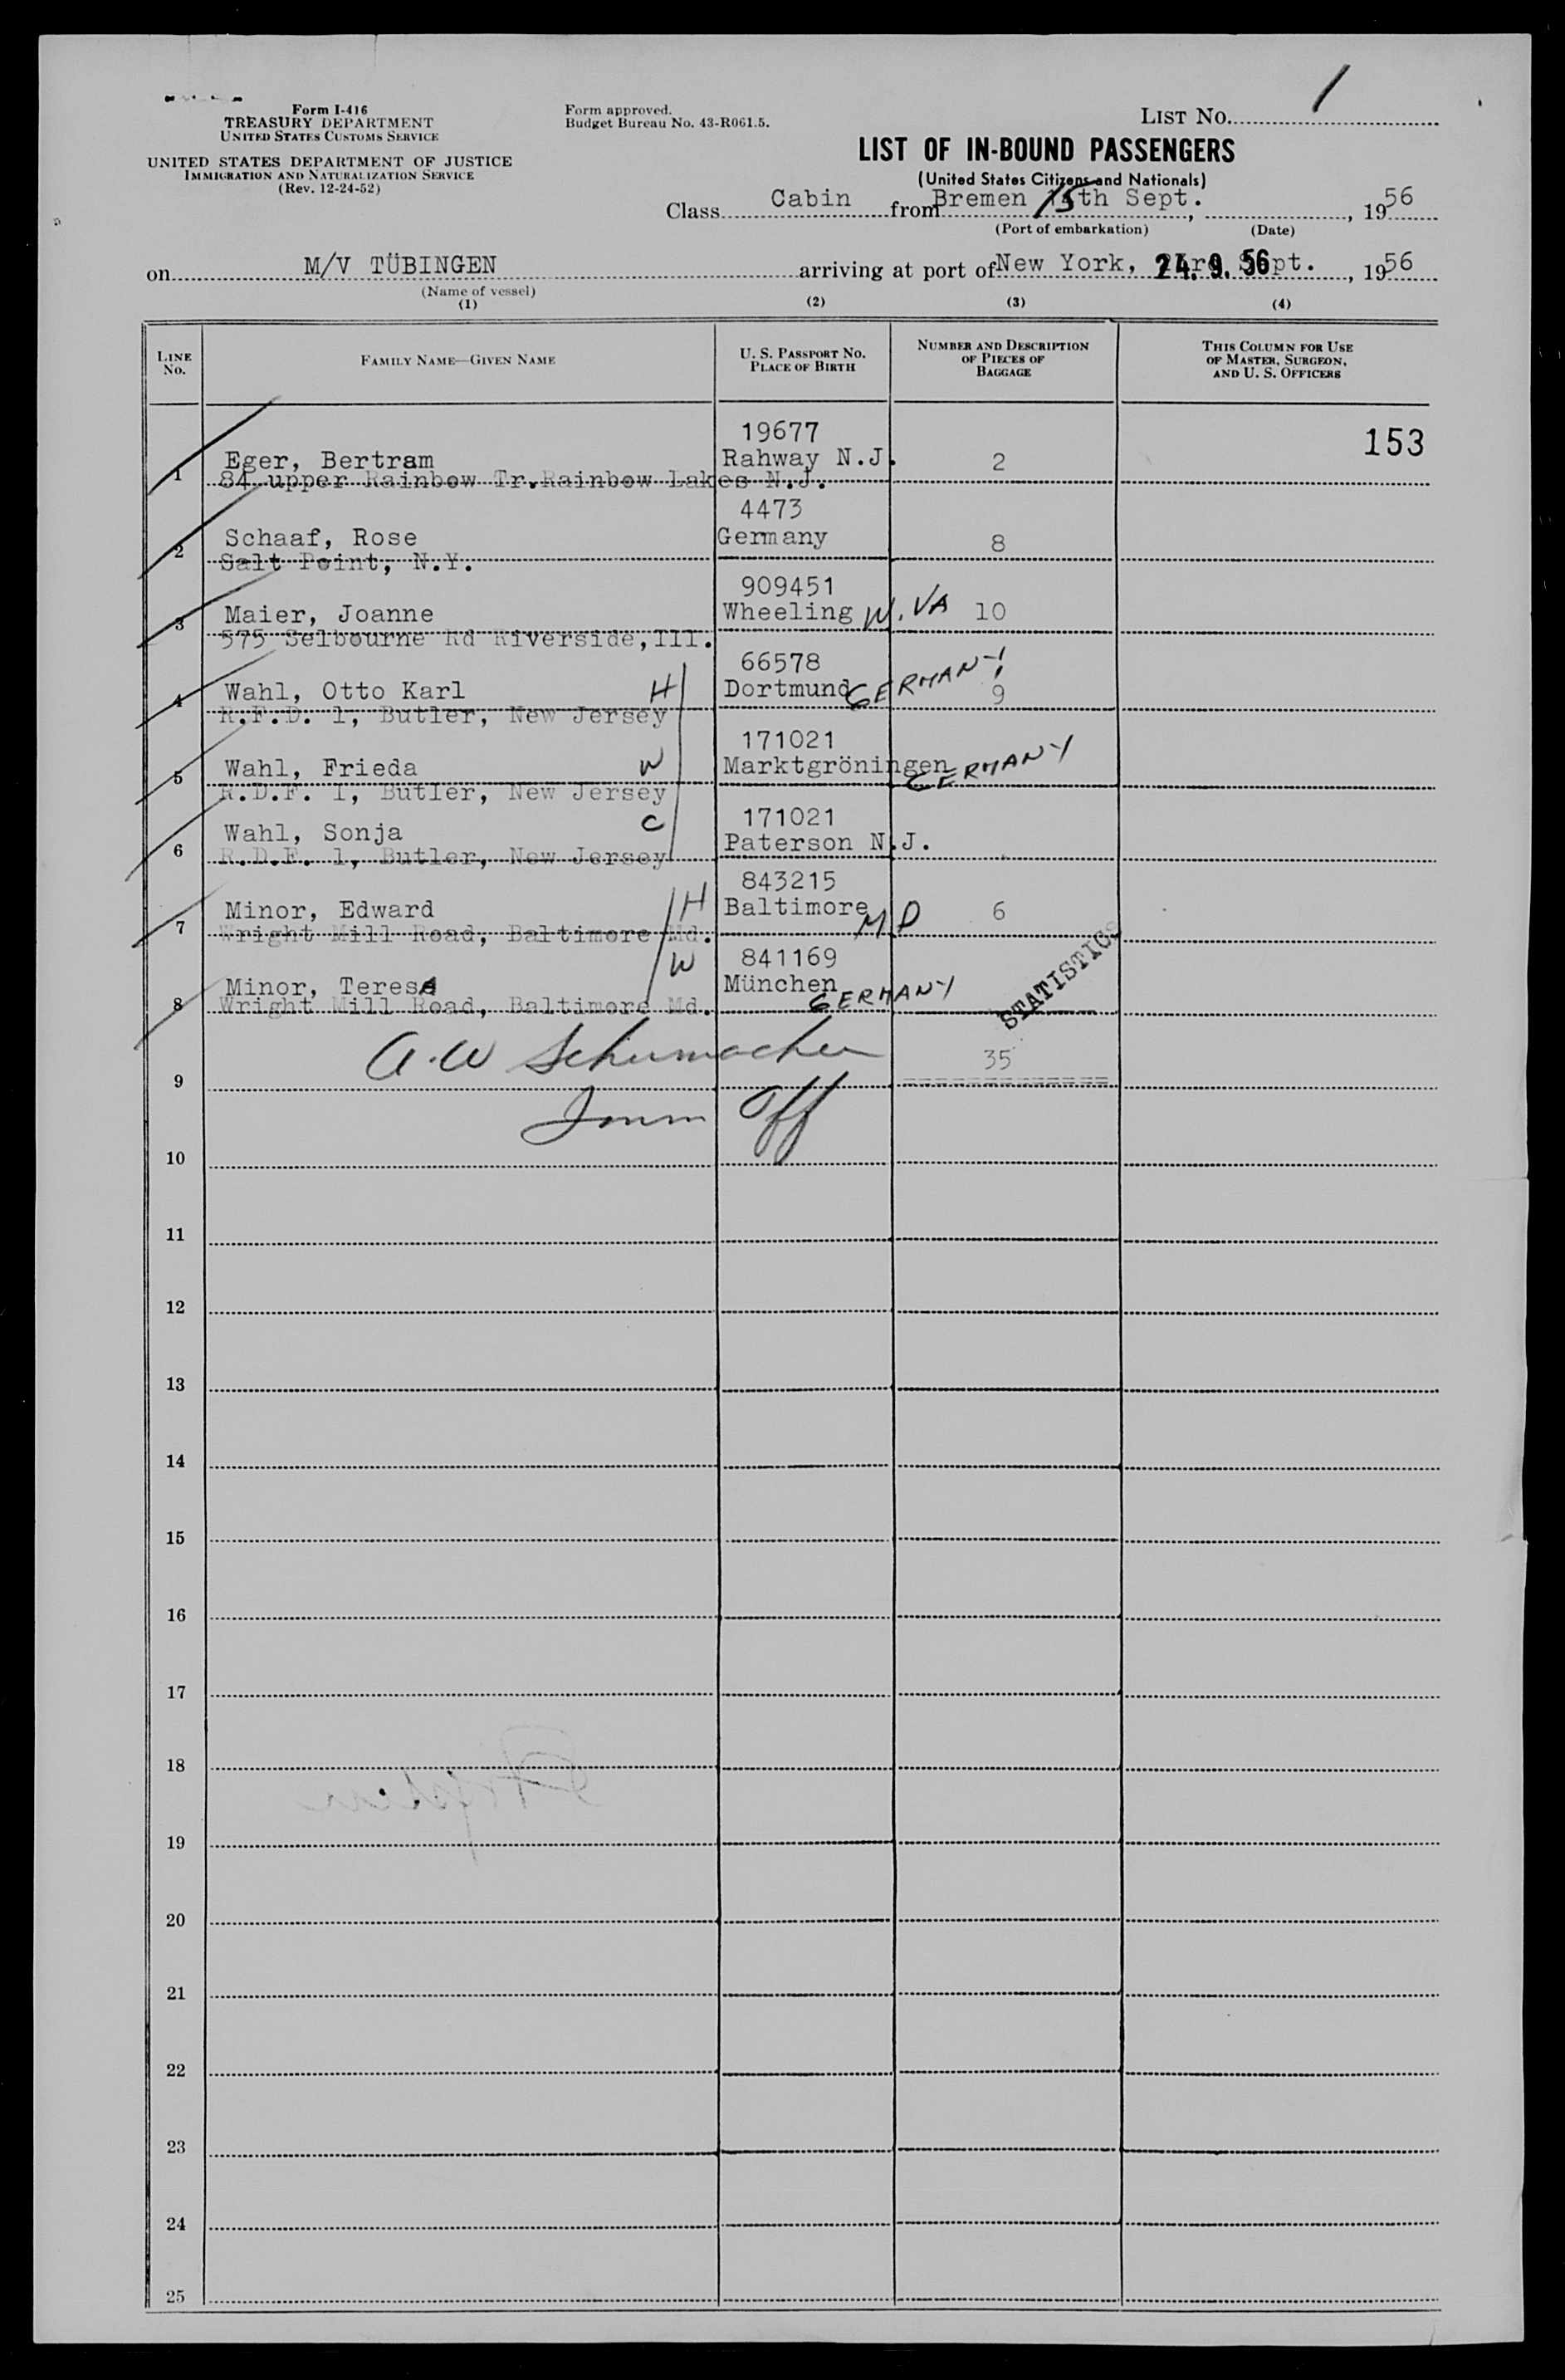 Form I-416
TREASURY DEPARTMENT
UNITED STATES CUSTOMS SERVICE
UNITED STATES DEPARTMENT OF JUSTICE
IMMIGRATION AND NATURALIZATION SERVICE
(Rev. 12-24-52)
Form approved.
Budget Bureau No. 43-R061.5.
LIST NO. 1
LIST OF IN-BOUND PASSENGERS
(United States Citizens and Nationals)
Class Cabin from Bremen 15th Sept. , , 1956
(Port of embarkation) (Date)
on M/V TÜBINGEN arriving at port of New York, 24. 9. 56 , 1956
(Name of vessel)
(1) (2) (3) (4)
LINE NO. FAMILY NAME—GIVEN NAME U. S. PASSPORT NO. PLACE OF BIRTH NUMBER AND DESCRIPTION OF PIECES OF BAGGAGE THIS COLUMN FOR USE OF MASTER, SURGEON, AND U. S. OFFICERS
19677 153
1 Eger, Bertram Rahway N.J. 2
84 upper Rainbow Tr.Rainbow Lakes N.J.
4473
2 Schaaf, Rose Germany 8
Salt Point, N.Y.
909451
3 Maier, Joanne Wheeling W. VA 10
575 Selbourne Rd Riverside, Ill.
66578
4 Wahl, Otto Karl H Dortmund GERMANY 9
R.F.D. 1, Butler, New Jersey
171021
5 Wahl, Frieda W Marktgröningen GERMANY
R.D.F. 1, Butler, New Jersey
171021
6 Wahl, Sonja C Paterson N.J.
R.D.F. 1, Butler, New Jersey
843215
7 Minor, Edward H Baltimore MD 6
Wright Mill Road, Baltimore Md.
841169
8 Minor, Teresa W München GERMANY
Wright Mill Road, Baltimore Md.
STATISTICS
A. W Schumacher 35
9
Imm Off
10
11
12
13
14
15
16
17
18
19
20
21
22
23
24
25